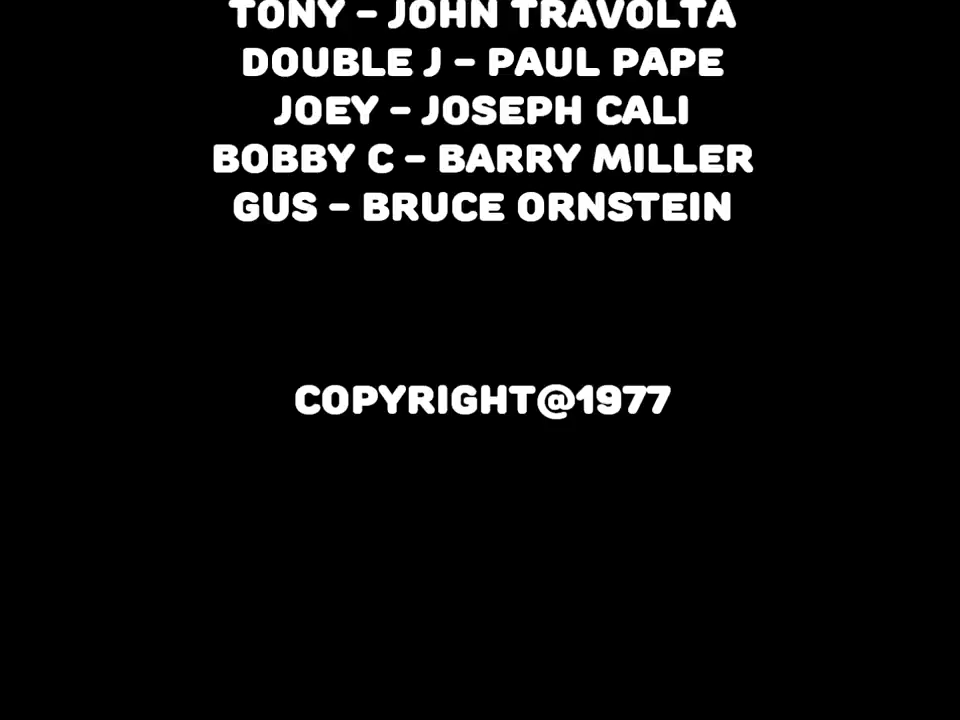 TONY – JOHN TRAVOLTA
DOUBLE J – PAUL PAPE
JOEY – JOSEPH CALI
BOBBY C – BARRY MILLER
GUS – BRUCE ORNSTEIN
COPYRIGHT@1977